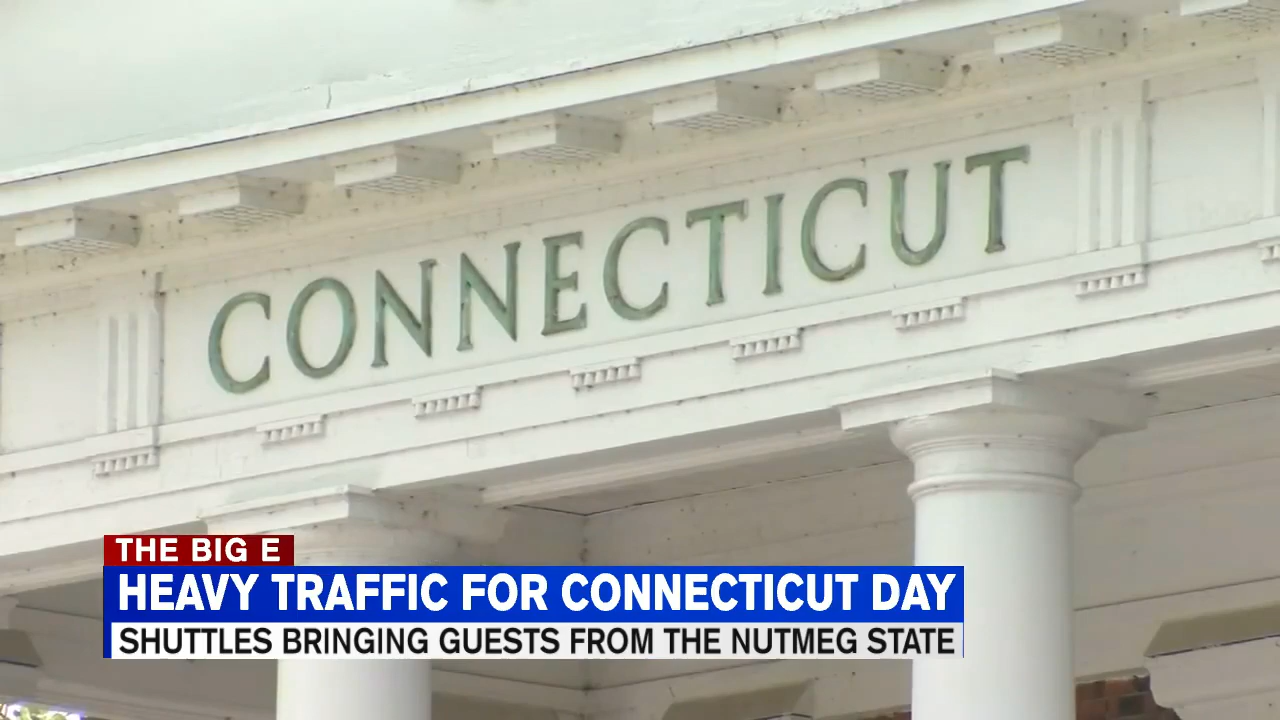 CONNECTICUT
THE BIG E
HEAVY TRAFFIC FOR CONNECTICUT DAY
SHUTTLES BRINGING GUESTS FROM THE NUTMEG STATE